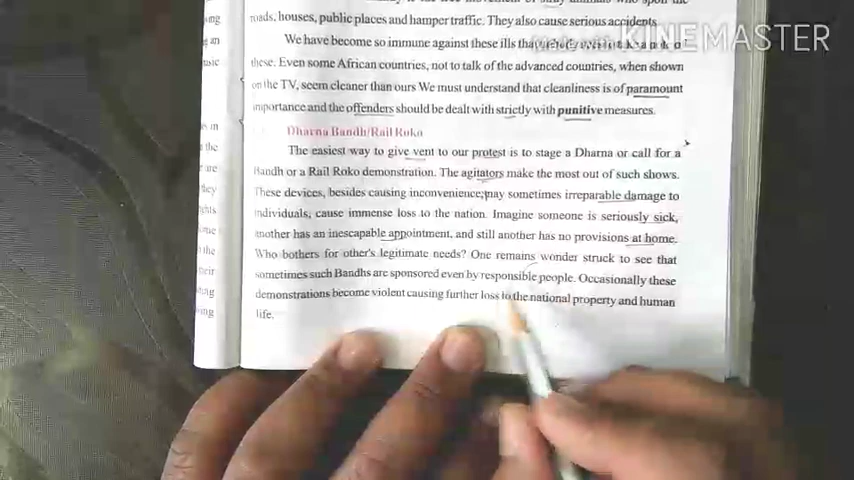 roads, houses, public places and hamper traffic. They also cause serious accidents
We have become so immune against these ills that
these. Even some African countries, not to talk of the advanced countries, when shown
on the TV, seem cleaner than ours We must understand that cleanliness is of paramount
importance and the offenders should be dealt with strictly with punitive measures.
Dharna Bandh/Rail Roko
The easiest way to give vent to our protest is to stage a Dharna or call for a
Bandh or a Rail Roko demonstration. The agitators make the most out of such shows.
These devices, besides causing inconvenience, may sometimes irreparable damage to
individuals, cause immense loss to the nation. Imagine someone is seriously sick,
another has an inescapable appointment, and still another has no provisions at home.
Who bothers for other's legitimate needs? One remains wonder struck to see that
sometimes such Bandhs are sponsored even by responsible people. Occasionally these
demonstrations become violent causing further loss to the national property and human
life.
Made with KINEMASTER